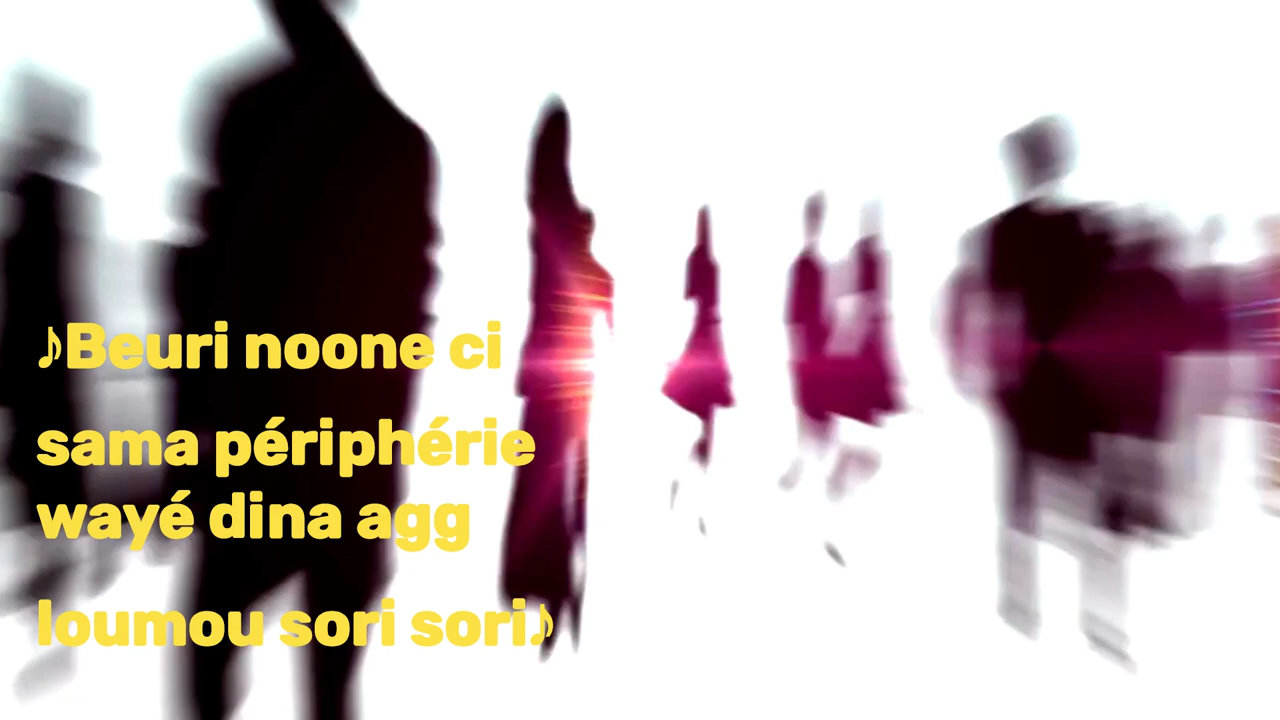 ♪Beuri noone ci
sama périphérie
wayé dina agg
loumou sori sori♪